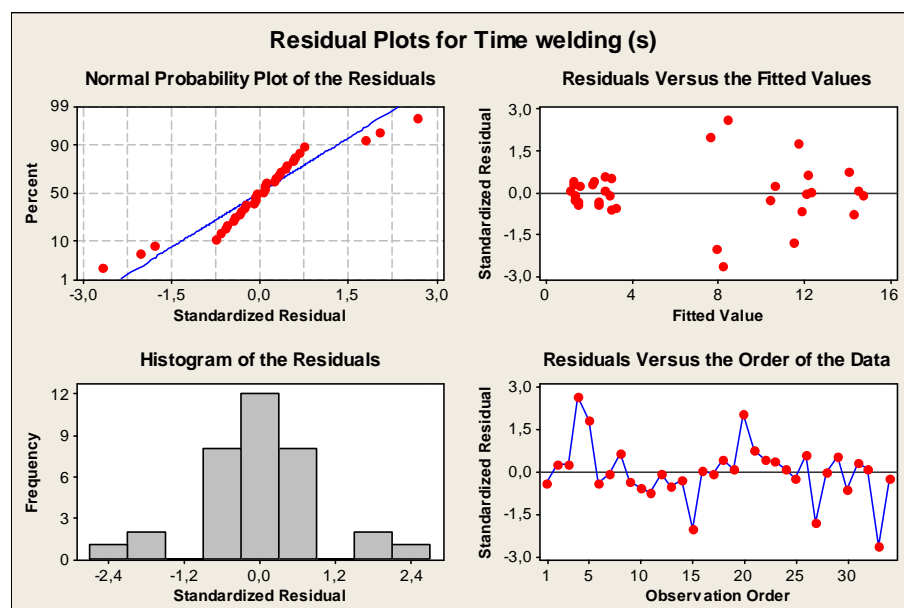 Residual Plots for Time welding (s)
Normal Probability Plot of the Residuals
99
90
50
10
1
Percent
-3,0 -1,5 0,0 1,5 3,0
Standardized Residual
Residuals Versus the Fitted Values
3,0
1,5
0,0
-1,5
-3,0
Standardized Residual
0 4 8 12 16
Fitted Value
Histogram of the Residuals
12
9
6
3
0
Frequency
-2,4 -1,2 0,0 1,2 2,4
Standardized Residual
Residuals Versus the Order of the Data
3,0
1,5
0,0
-1,5
-3,0
Standardized Residual
1 5 10 15 20 25 30
Observation Order